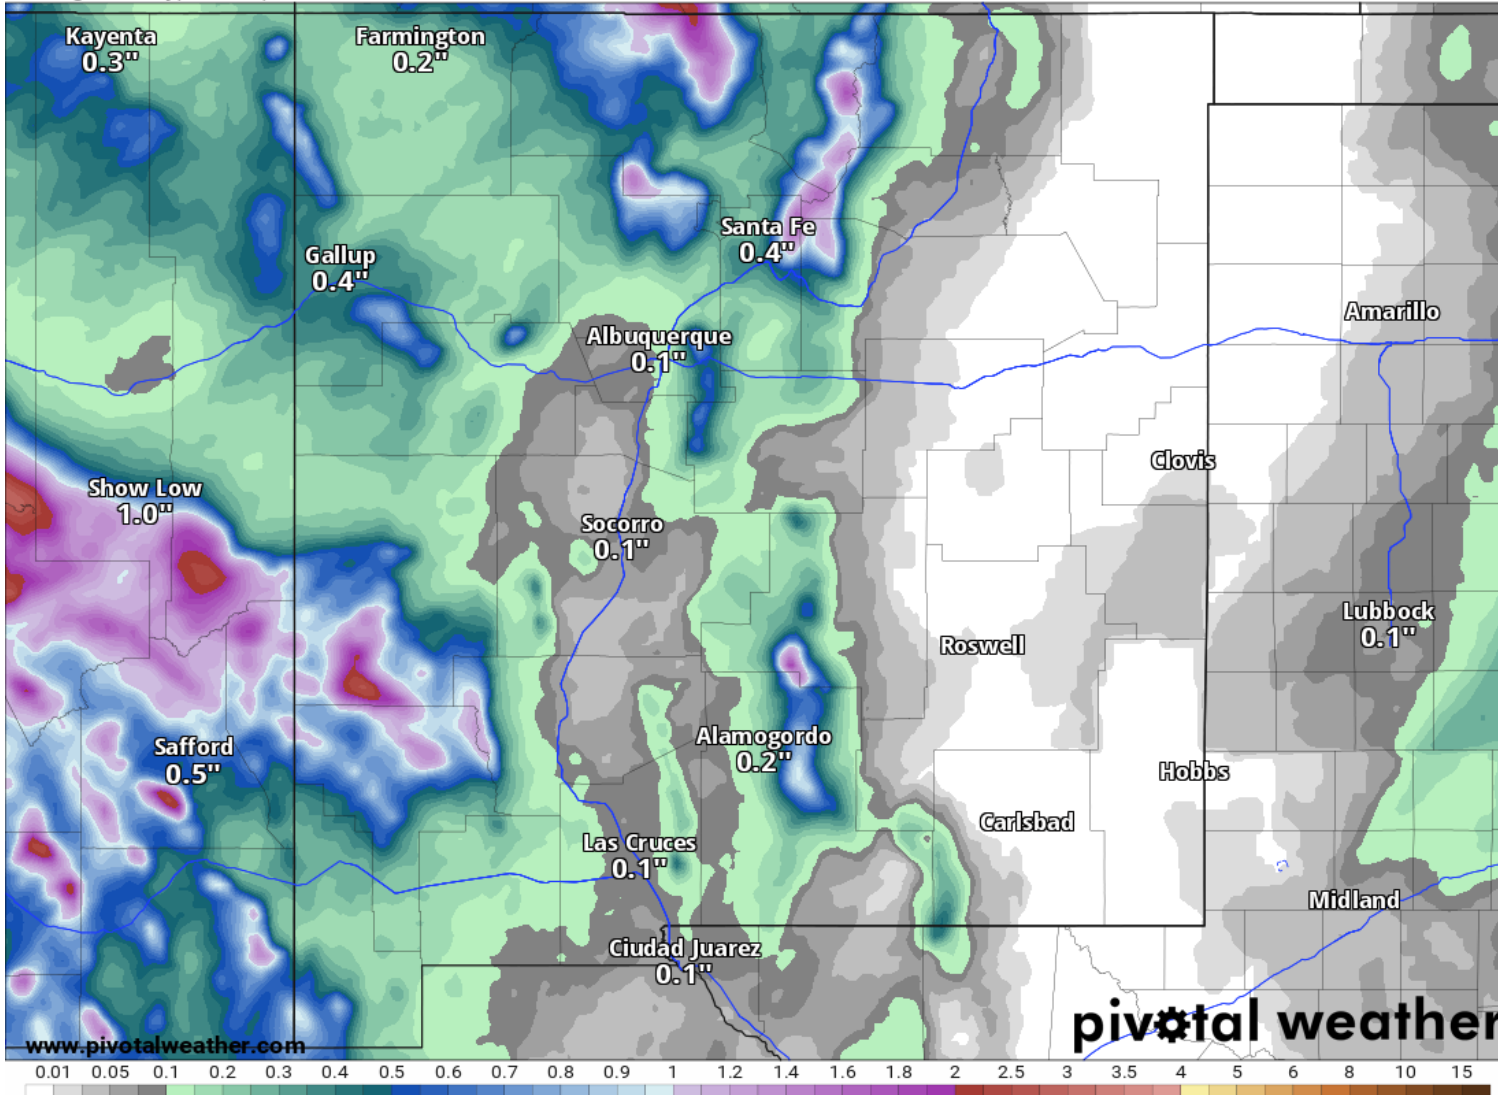 Kayenta
0.3"
Farmington
0.2"
Santa Fe
0.4"
Gallup
0.4"
Amarillo
Albuquerque
0.1"
Clovis
Show Low
1.0"
Socorro
0.1"
Lubbock
0.1"
Roswell
Alamogordo
0.2"
Safford
0.5"
Hobbs
Carlsbad
Las Cruces
0.1"
Midland
Ciudad Juarez
0.1"
pivotal weather
www.pivotalweather.com
0.01 0.05 0.1 0.2 0.3 0.4 0.5 0.6 0.7 0.8 0.9 1 1.2 1.4 1.6 1.8 2 2.5 3 3.5 4 5 6 8 10 15